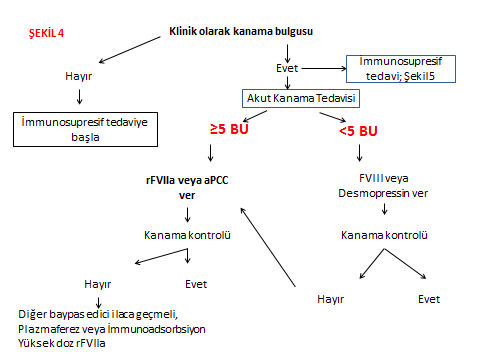 ŞEKİL 4
Klinik olarak kanama bulgusu
Hayır
Evet
İmmunosupresif
tedavi; Şekil 5
Akut Kanama Tedavisi
İmmunosupresif tedaviye
başla
≥5 BU
<5 BU
rFVIIa veya aPCC
ver
FVIII veya
Desmopressin ver
Kanama kontrolü
Kanama kontrolü
Hayır
Evet
Hayır
Evet
Diğer baypas edici ilaca geçmeli,
Plazmaferez veya İmmunoadsorbsiyon
Yüksek doz rFVIIa